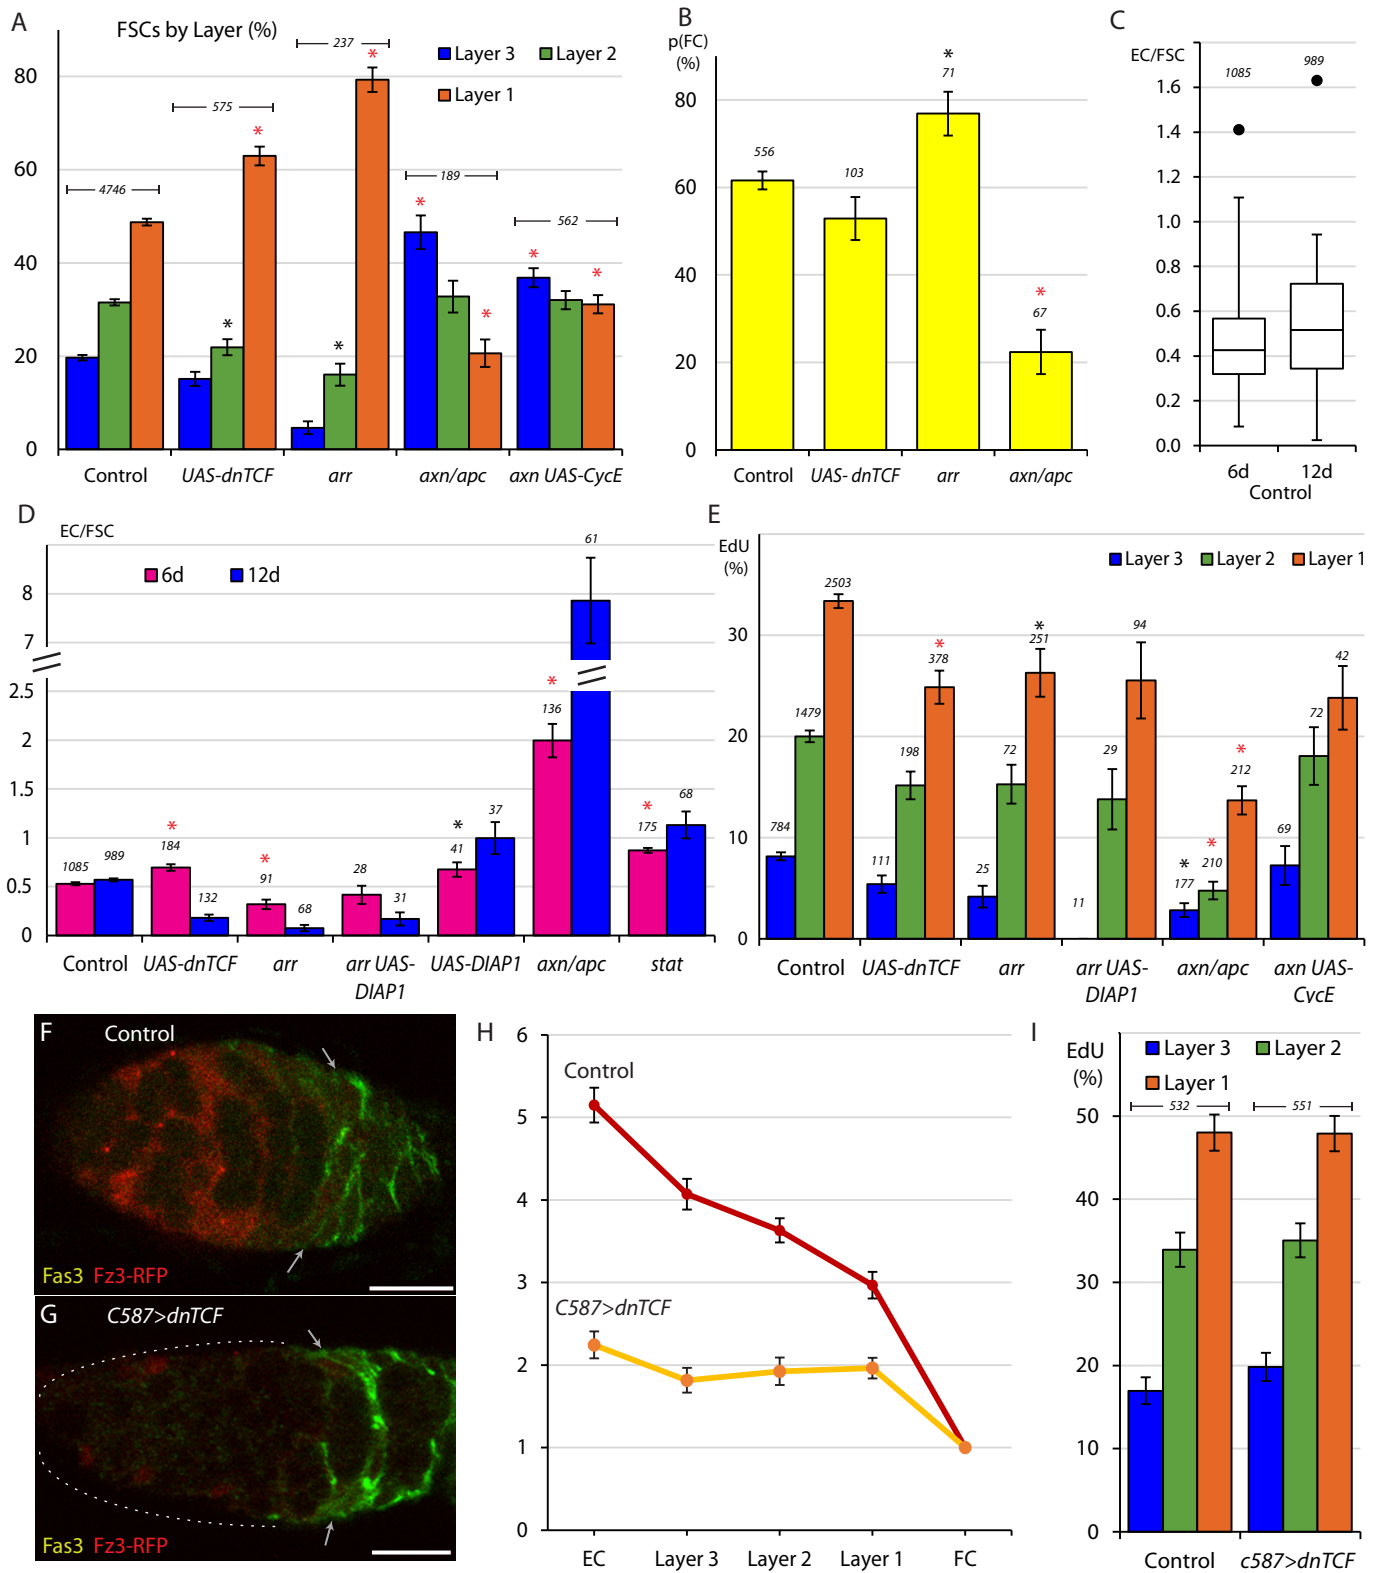 A
FSCs by Layer (%)
Layer 3
Layer 2
Layer 1
80
60
40
20
0
4746
575
237
189
562
*
*
*
*
*
*
*
*
Control
UAS-dnTCF
arr
axn/apc
axn UAS-CycE
B
p(FC)
(%)
80
60
40
20
0
556
103
*
71
*
67
Control
UAS- dnTCF
arr
axn/apc
C
EC/FSC
1085
989
1.6
1.4
1.2
1.0
0.8
0.6
0.4
0.2
0.0
6d
12d
Control
D
EC/FSC
6d
12d
8
7
2.5
2
1.5
1
0.5
0
1085
989
*
184
132
*
91
68
28
31
*
41
37
*
136
61
*
175
68
Control
UAS-dnTCF
arr
arr UAS-
DIAP1
UAS-DIAP1
axn/apc
stat
E
EdU
(%)
Layer 3
Layer 2
Layer 1
30
20
10
0
784
1479
2503
111
198
*
378
25
72
*
251
11
29
94
*
177
*
210
*
212
69
72
42
Control
UAS-dnTCF
arr
arr UAS-
DIAP1
axn/apc
axn UAS-
CycE
F
Control
Fas3 Fz3-RFP
G
C587>dnTCF
Fas3 Fz3-RFP
H
6
5
4
3
2
1
0
Control
C587>dnTCF
EC
Layer 3
Layer 2
Layer 1
FC
I
EdU
(%)
Layer 3
Layer 2
Layer 1
532
551
50
40
30
20
10
0
Control
c587>dnTCF